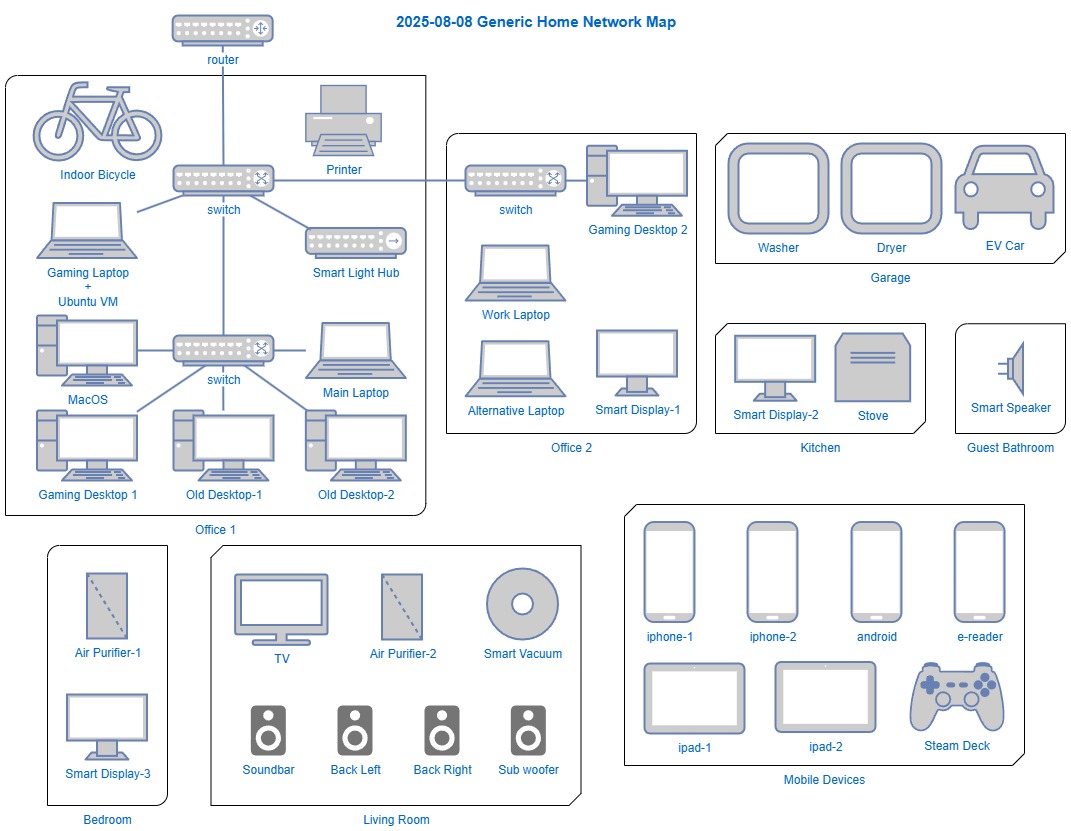 2025-08-08 Generic Home Network Map
router
Indoor Bicycle
Printer
switch
Gaming Laptop
+
Ubuntu VM
Smart Light Hub
MacOS
switch
Main Laptop
Gaming Desktop 1
Old Desktop-1
Old Desktop-2
Office 1
switch
Gaming Desktop 2
Work Laptop
Alternative Laptop
Smart Display-1
Office 2
Washer
Dryer
EV Car
Garage
Smart Display-2
Stove
Kitchen
Smart Speaker
Guest Bathroom
Air Purifier-1
Smart Display-3
Bedroom
TV
Air Purifier-2
Smart Vacuum
Soundbar
Back Left
Back Right
Sub woofer
Living Room
iphone-1
iphone-2
android
e-reader
ipad-1
ipad-2
Steam Deck
Mobile Devices